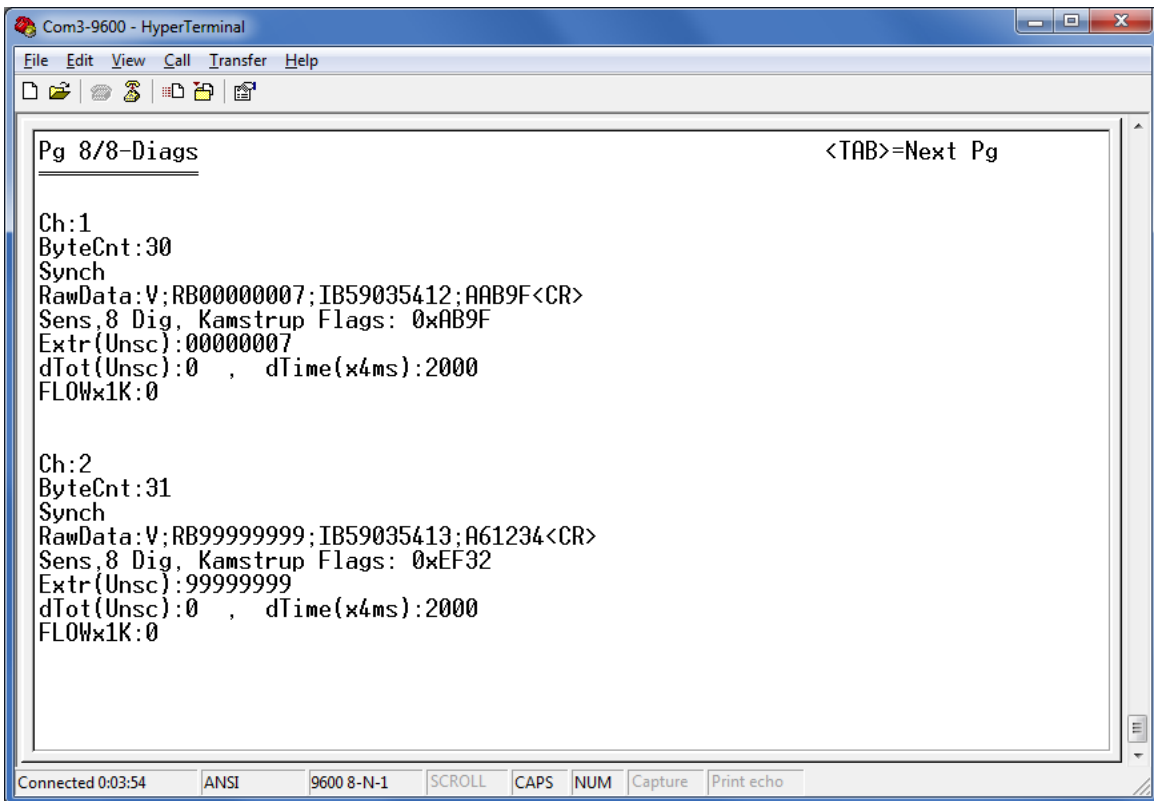 Com3-9600 - HyperTerminal
File Edit View Call Transfer Help
Pg 8/8-Diags <TAB>=Next Pg
Ch:1
ByteCnt:30
Synch
RawData:V;RB00000007;IB59035412;AAB9F<CR>
Sens,8 Dig, Kamstrup Flags: 0xAB9F
Extr(Unsc):00000007
dTot(Unsc):0 , dTime(x4ms):2000
FLOWx1K:0
Ch:2
ByteCnt:31
Synch
RawData:V;RB99999999;IB59035413;A61234<CR>
Sens,8 Dig, Kamstrup Flags: 0xEF32
Extr(Unsc):99999999
dTot(Unsc):0 , dTime(x4ms):2000
FLOWx1K:0
Connected 0:03:54 ANSI 9600 8-N-1 SCROLL CAPS NUM Capture Print echo